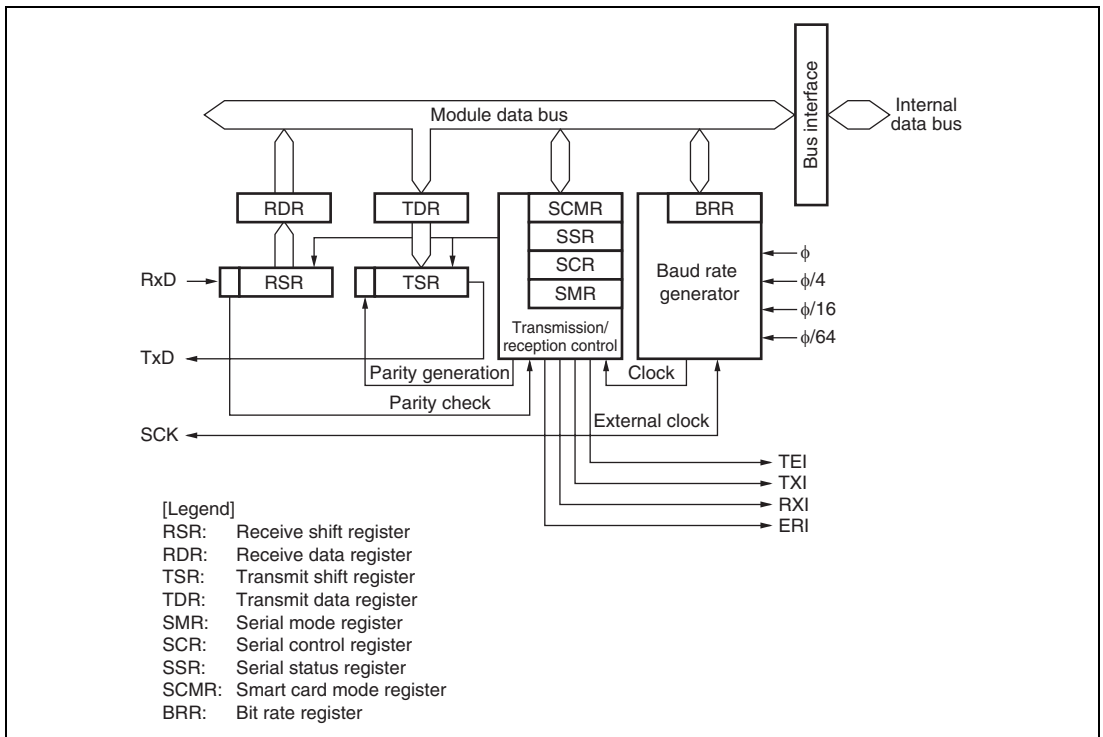 Module data bus
Bus interface
Internal
data bus
RDR
TDR
SCMR
BRR
SSR
SCR
SMR
RSR
TSR
Baud rate
generator
Transmission/
reception control
RxD
TxD
SCK
ϕ
ϕ/4
ϕ/16
ϕ/64
Parity generation
Clock
Parity check
External clock
TEI
TXI
RXI
ERI
[Legend]
RSR: Receive shift register
RDR: Receive data register
TSR: Transmit shift register
TDR: Transmit data register
SMR: Serial mode register
SCR: Serial control register
SSR: Serial status register
SCMR: Smart card mode register
BRR: Bit rate register